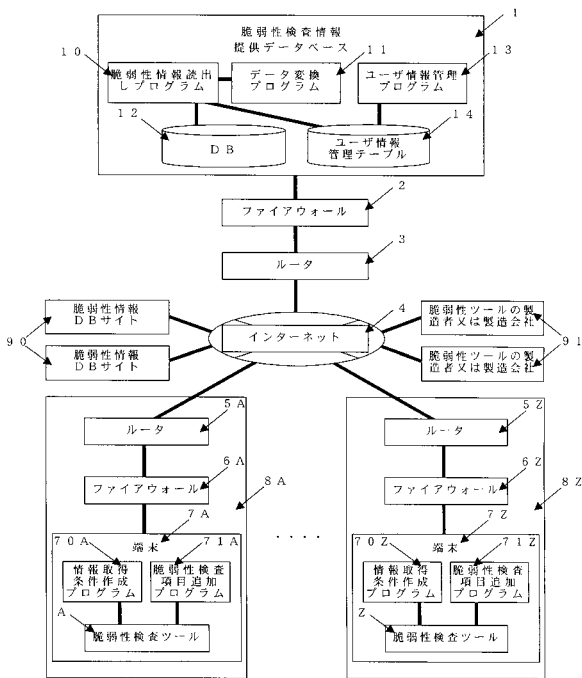 脆弱性検査情報
提供データベース
1
10
11
13
脆弱性情報読出
しプログラム
データ変換
プログラム
ユーザ情報管理
プログラム
12
14
DB
ユーザ情報
管理テーブル
2
ファイアウォール
3
ルータ
脆弱性情報
DBサイト
4
脆弱性ツールの製
造者又は製造会社
90
インターネット
91
脆弱性情報
DBサイト
脆弱性ツールの製
造者又は製造会社
5A
ルータ
6A
ファイアウォール
8A
7A
70A
71A
端末
情報取得
条件作成
プログラム
脆弱性検査
項目追加
プログラム
A
脆弱性検査ツール
・・・・
5Z
ルータ
6Z
ファイアウォール
8Z
7Z
70Z
71Z
端末
情報取得
条件作成
プログラム
脆弱性検査
項目追加
プログラム
Z
脆弱性検査ツール